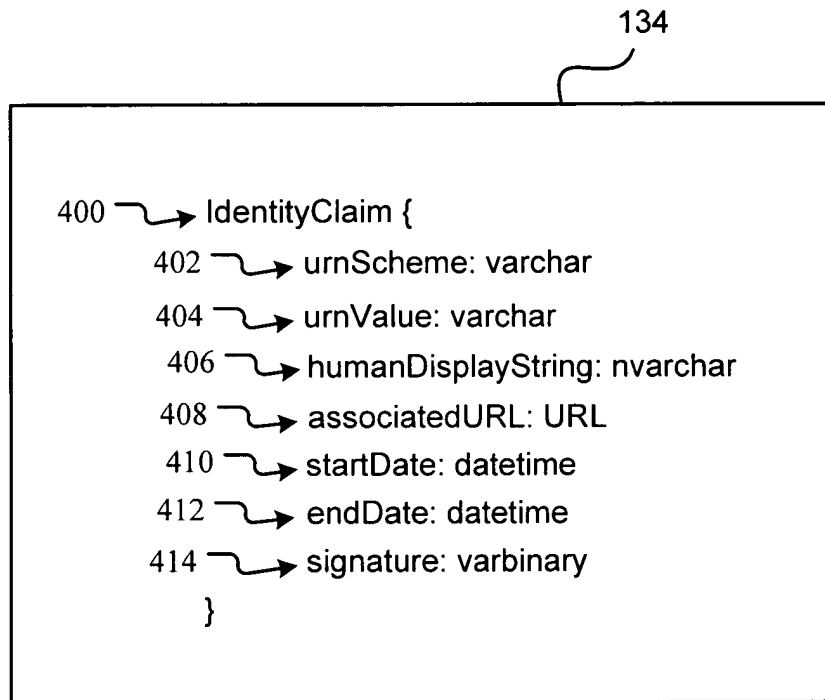 134
400 IdentityClaim {
402 urnScheme: varchar
404 urnValue: varchar
406 humanDisplayString: nvarchar
408 associatedURL: URL
410 startDate: datetime
412 endDate: datetime
414 signature: varbinary
}